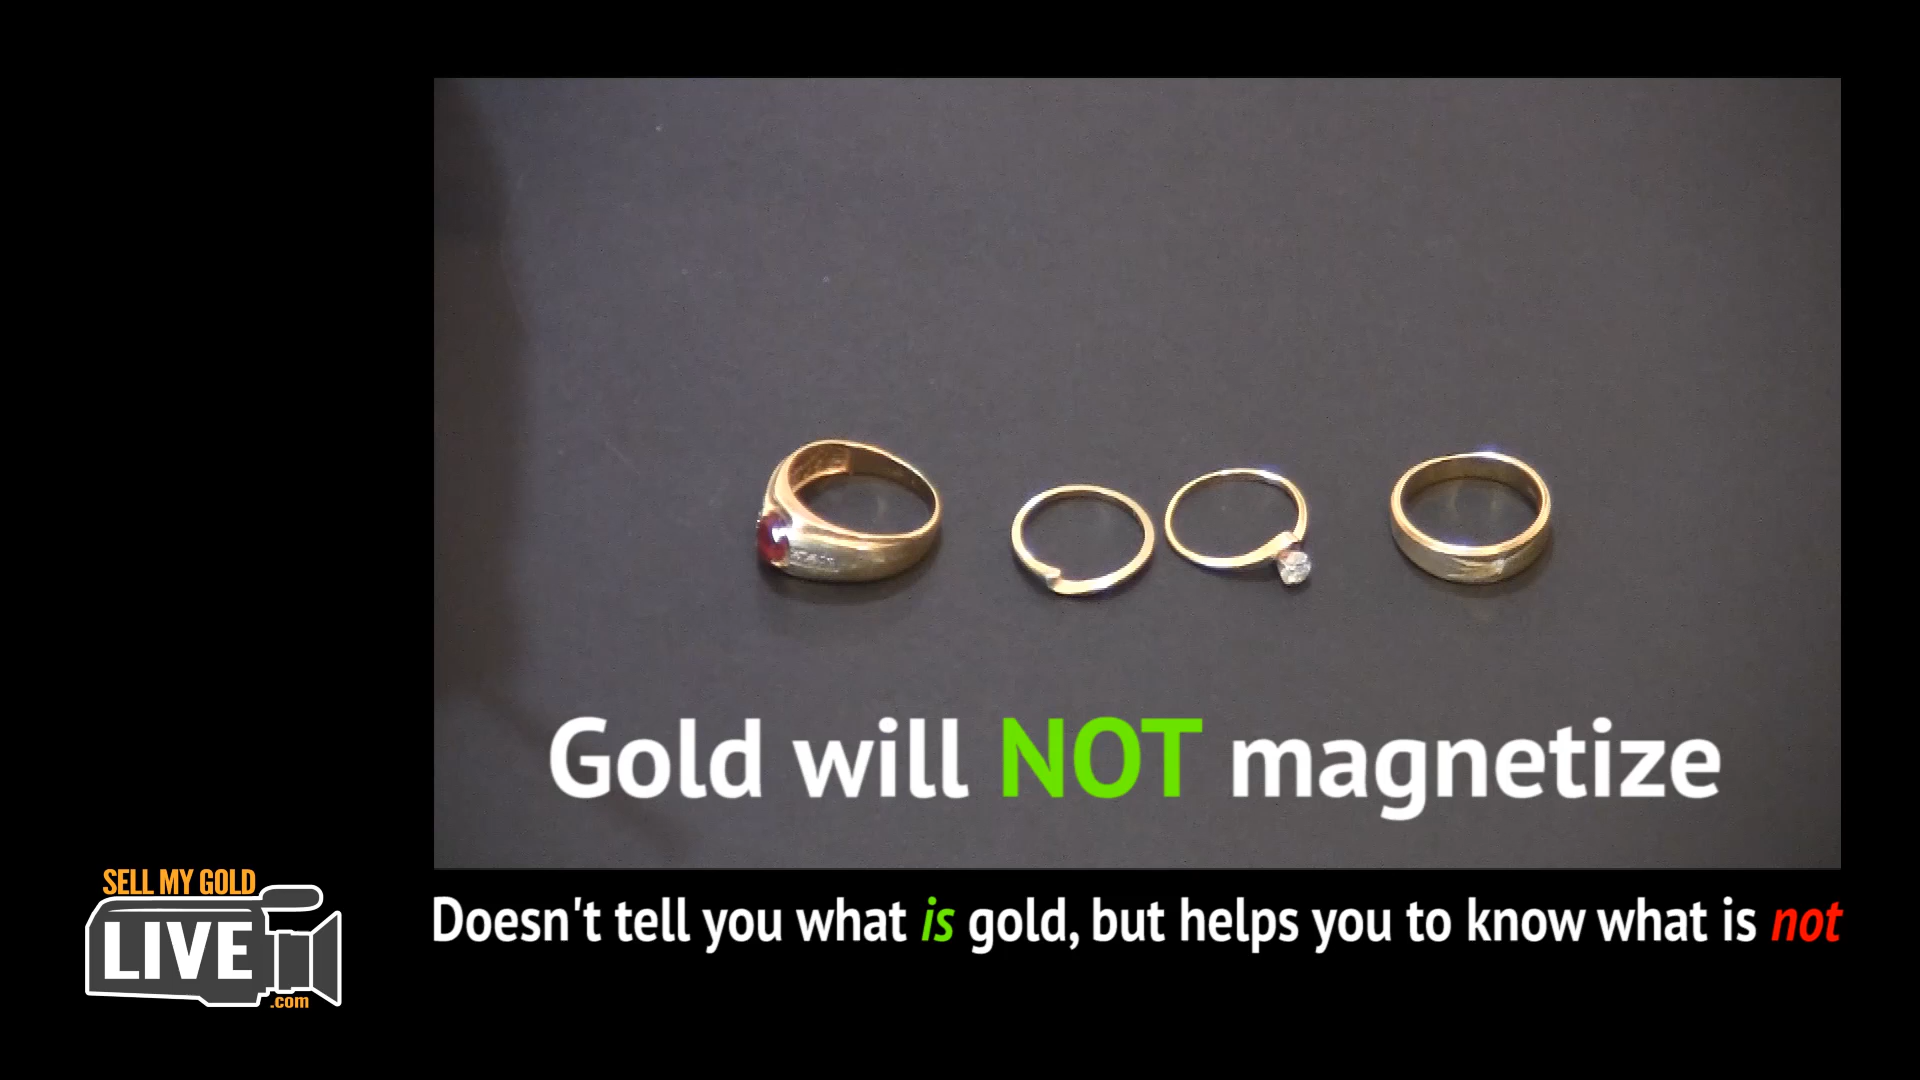 Gold will NOT magnetize
Doesn't tell you what is gold, but helps you to know what is not
SELL MY GOLD
LIVE
.com